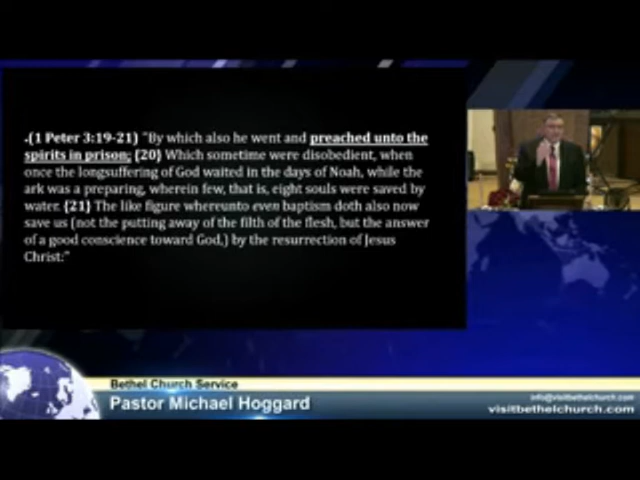 .(1 Peter 3:19-21) "By which also he went and preached unto the
spirits in prison; {20} Which sometime were disobedient, when
once the longsuffering of God waited in the days of Noah, while the
ark was a preparing, wherein few, that is, eight souls were saved by
water. {21} The like figure whereunto even baptism doth also now
save us (not the putting away of the filth of the flesh, but the answer
of a good conscience toward God,) by the resurrection of Jesus
Christ:"
Bethel Church Service
Pastor Michael Hoggard
info@visitbethelchurch.com
visitbethelchurch.com